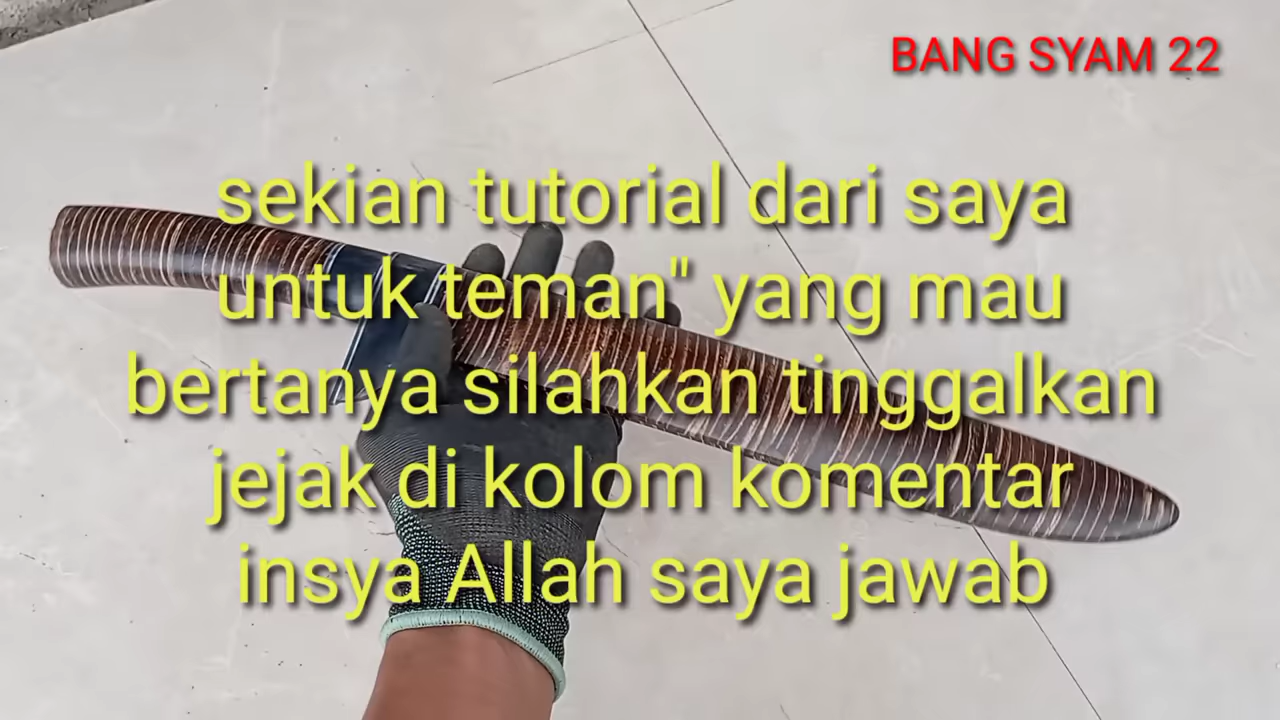 BANG SYAM 22
sekian tutorial dari saya
untuk teman" yang mau
bertanya silahkan tinggalkan
jejak di kolom komentar
insya Allah saya jawab